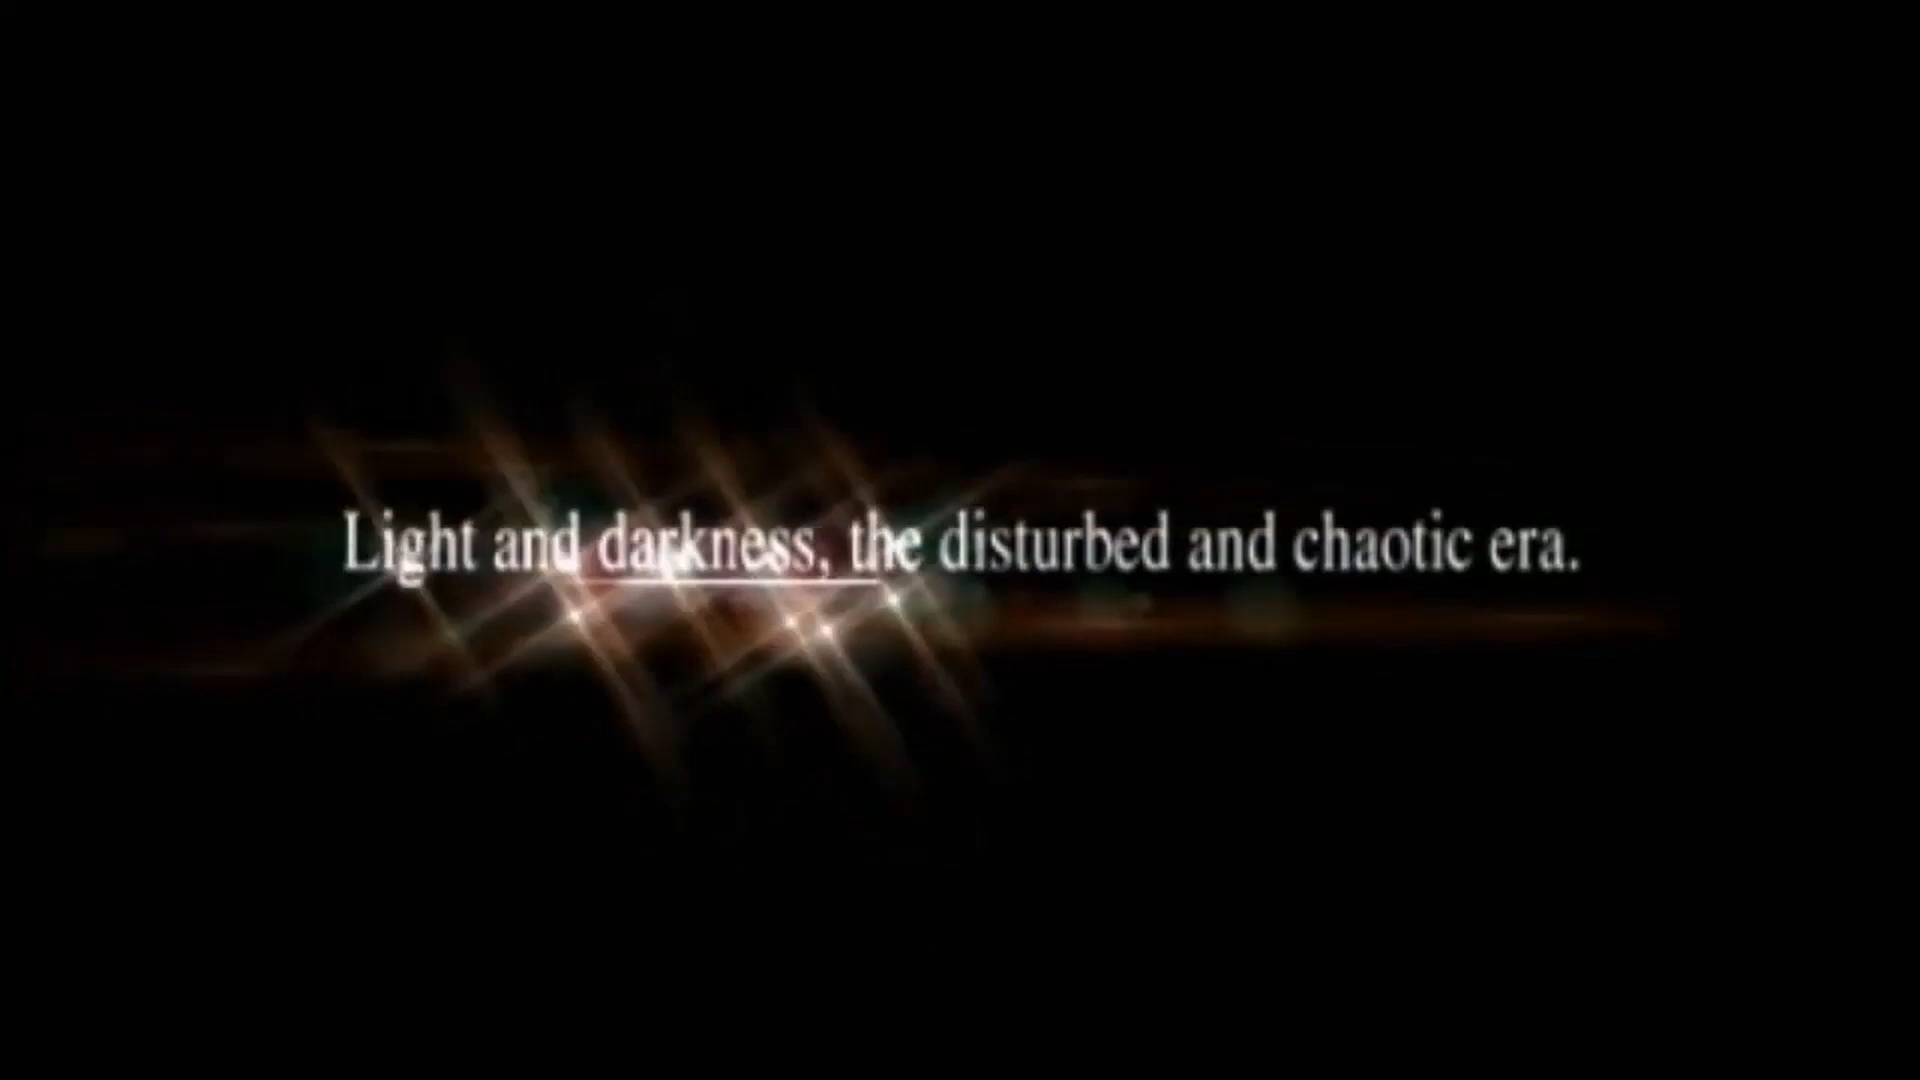 Light and darkness, the disturbed and chaotic era.